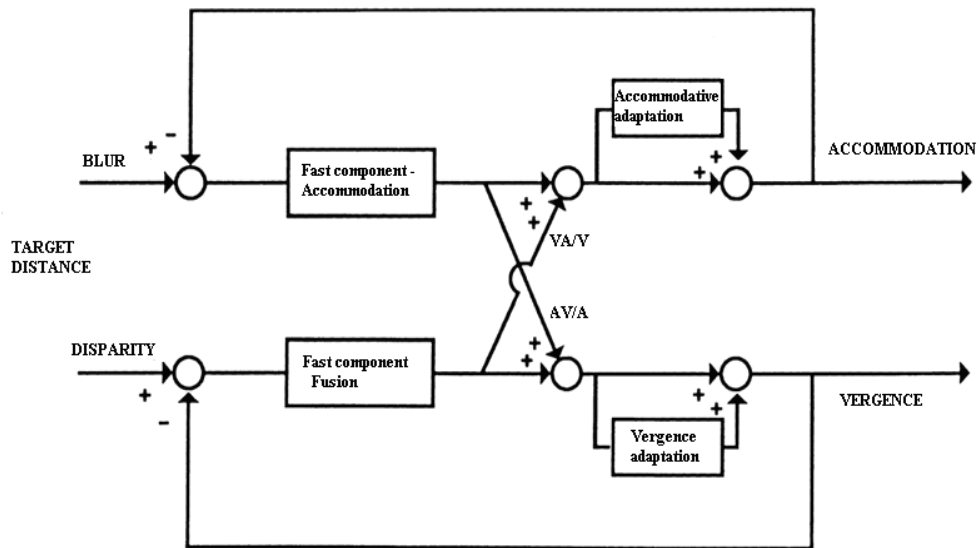 Accommodative
adaptation
+ -
BLUR
Fast component -
Accommodation
+
+
+
+
ACCOMMODATION
VA/V
TARGET
DISTANCE
AV/A
DISPARITY
+
-
Fast component
Fusion
+
+
+
+
VERGENCE
Vergence
adaptation